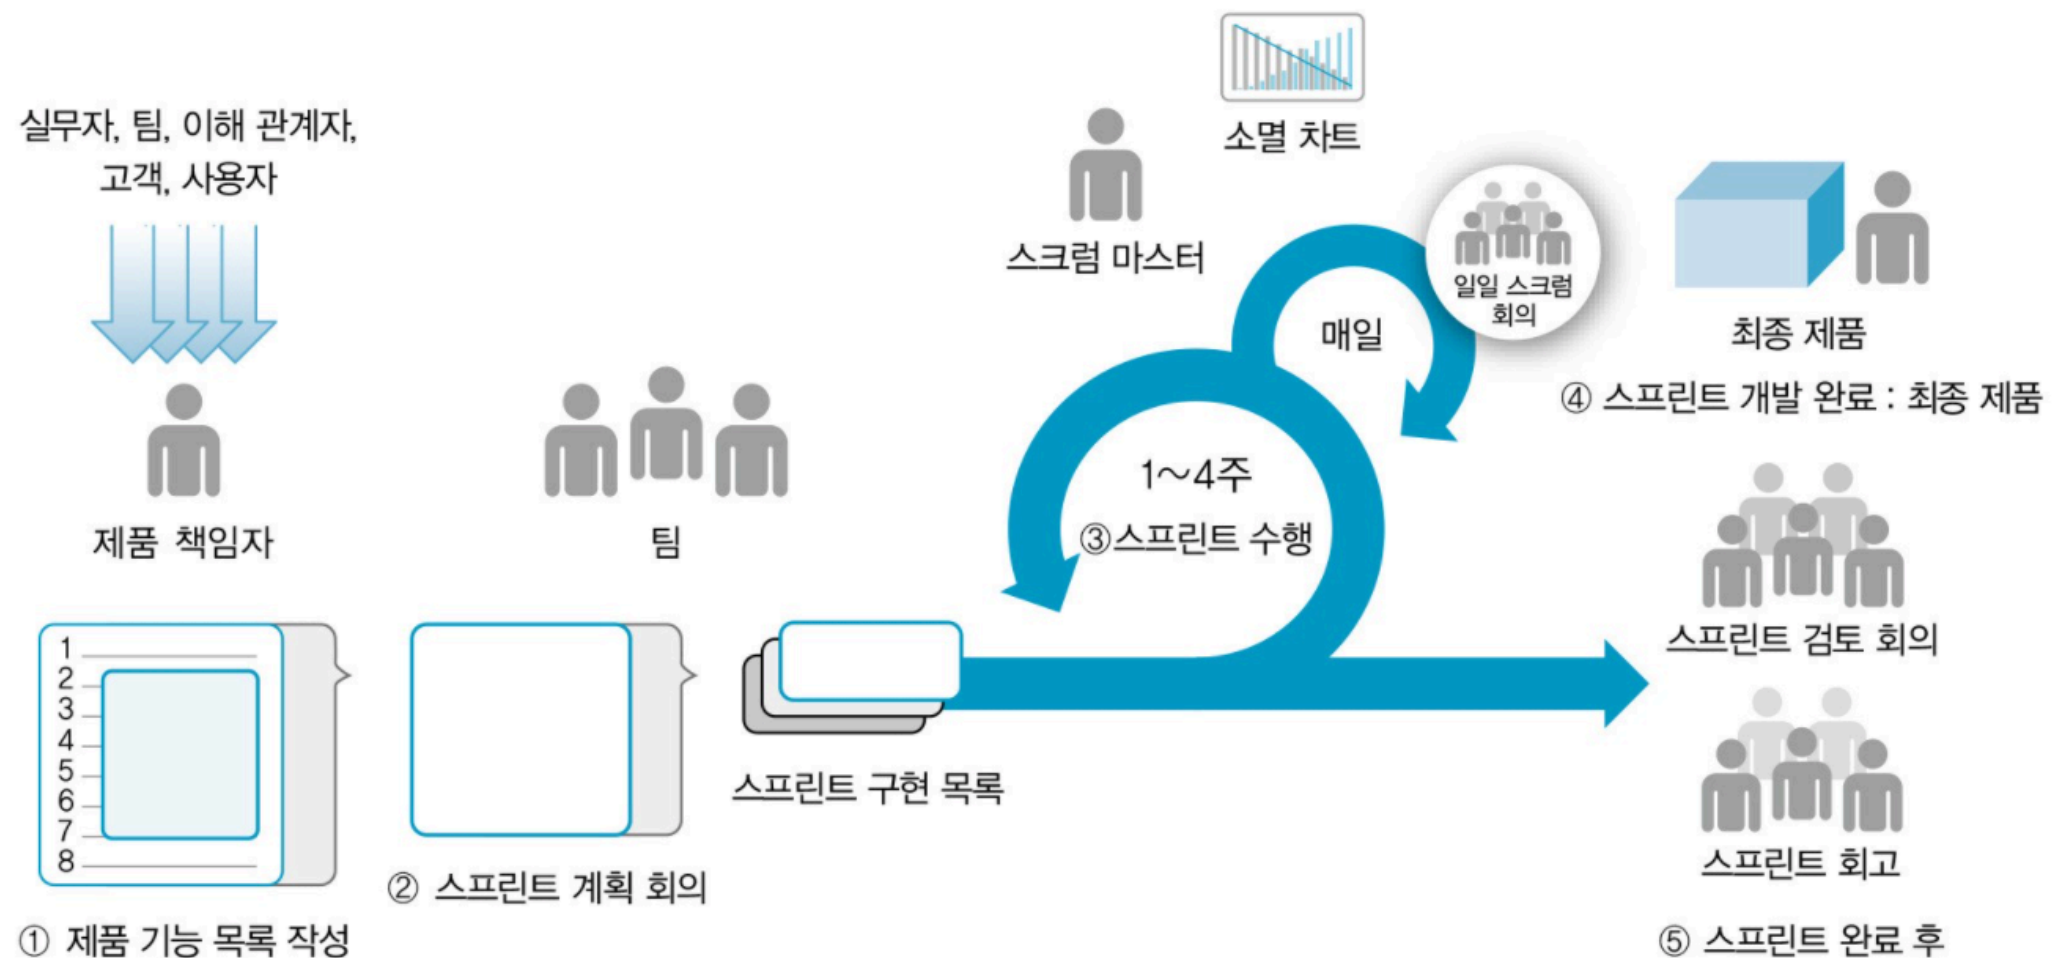 실무자, 팀, 이해 관계자,
고객, 사용자
제품 책임자
1
2
3
4
5
6
7
8
① 제품 기능 목록 작성
팀
② 스프린트 계획 회의
스프린트 구현 목록
스크럼 마스터
소멸 차트
매일
일일 스크럼
회의
1~4주
③스프린트 수행
최종 제품
④ 스프린트 개발 완료 : 최종 제품
스프린트 검토 회의
스프린트 회고
⑤ 스프린트 완료 후